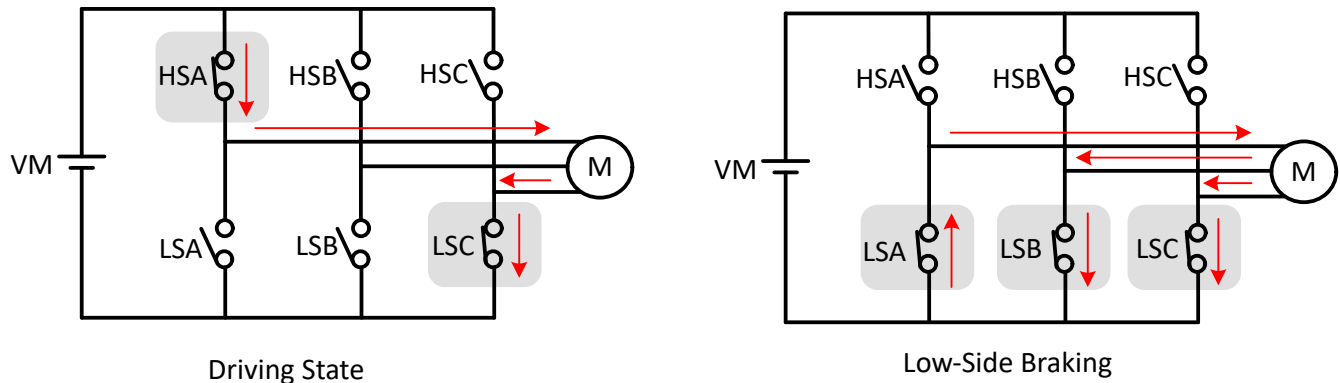 HSA
HSB
HSC
VM
M
LSA
LSB
LSC
Driving State
HSA
HSB
HSC
VM
M
LSA
LSB
LSC
Low-Side Braking